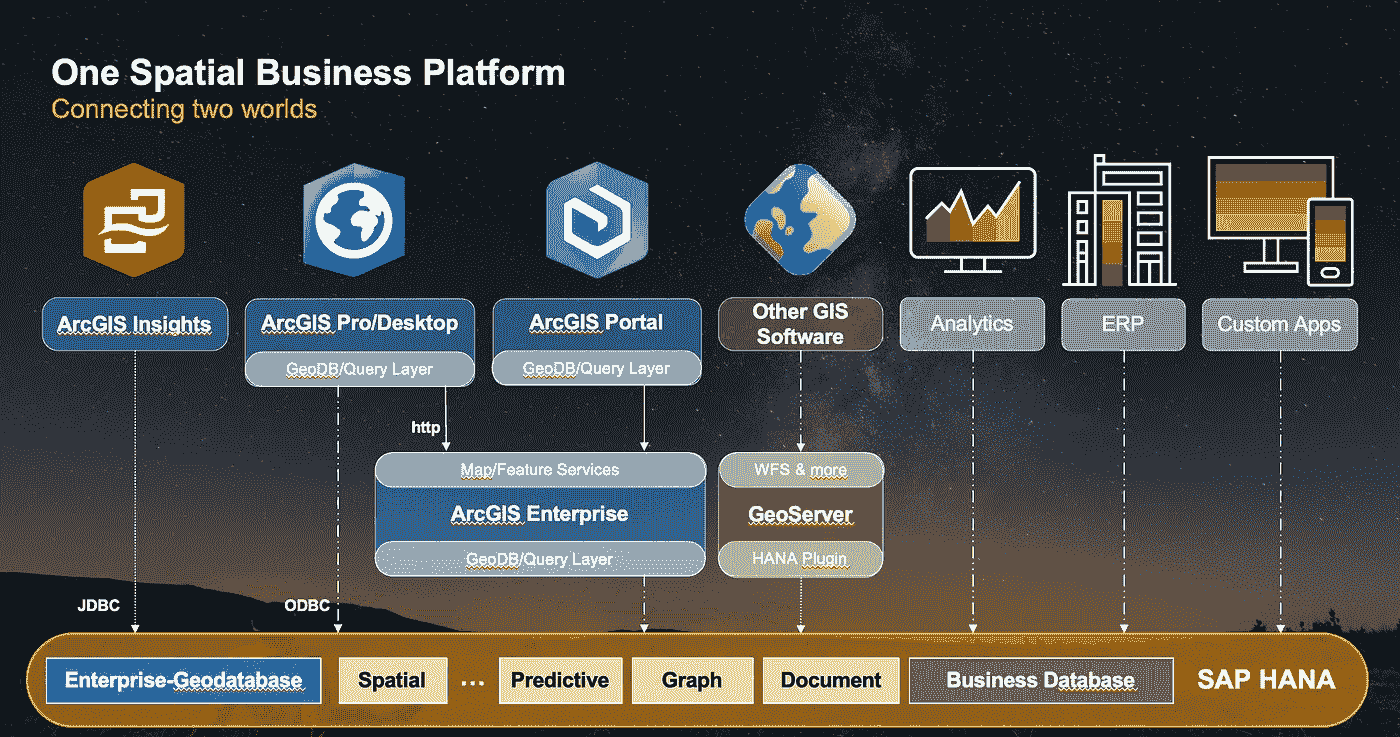 One Spatial Business Platform
Connecting two worlds
ArcGIS Insights
ArcGIS Pro/Desktop
GeoDB/Query Layer
ArcGIS Portal
GeoDB/Query Layer
Other GIS
Software
Analytics
ERP
Custom Apps
http
Map/Feature Services
ArcGIS Enterprise
GeoDB/Query Layer
WFS & more
GeoServer
HANA Plugin
JDBC
ODBC
Enterprise-Geodatabase
Spatial
...
Predictive
Graph
Document
Business Database
SAP HANA